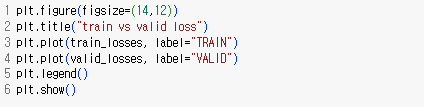 1 plt.figure(figsize=(14,12))
2 plt.title("train vs valid loss")
3 plt.plot(train_losses, label="TRAIN")
4 plt.plot(valid_losses, label="VALID")
5 plt.legend()
6 plt.show()